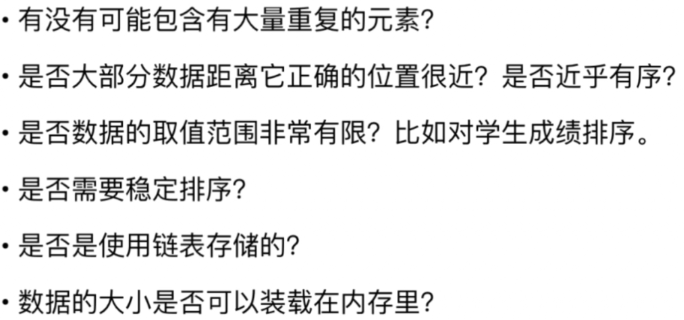 • 有没有可能包含有大量重复的元素？
• 是否大部分数据距离它正确的位置很近？是否近乎有序？
• 是否数据的取值范围非常有限？比如对学生成绩排序。
• 是否需要稳定排序？
• 是否是使用链表存储的？
• 数据的大小是否可以装载在内存里？